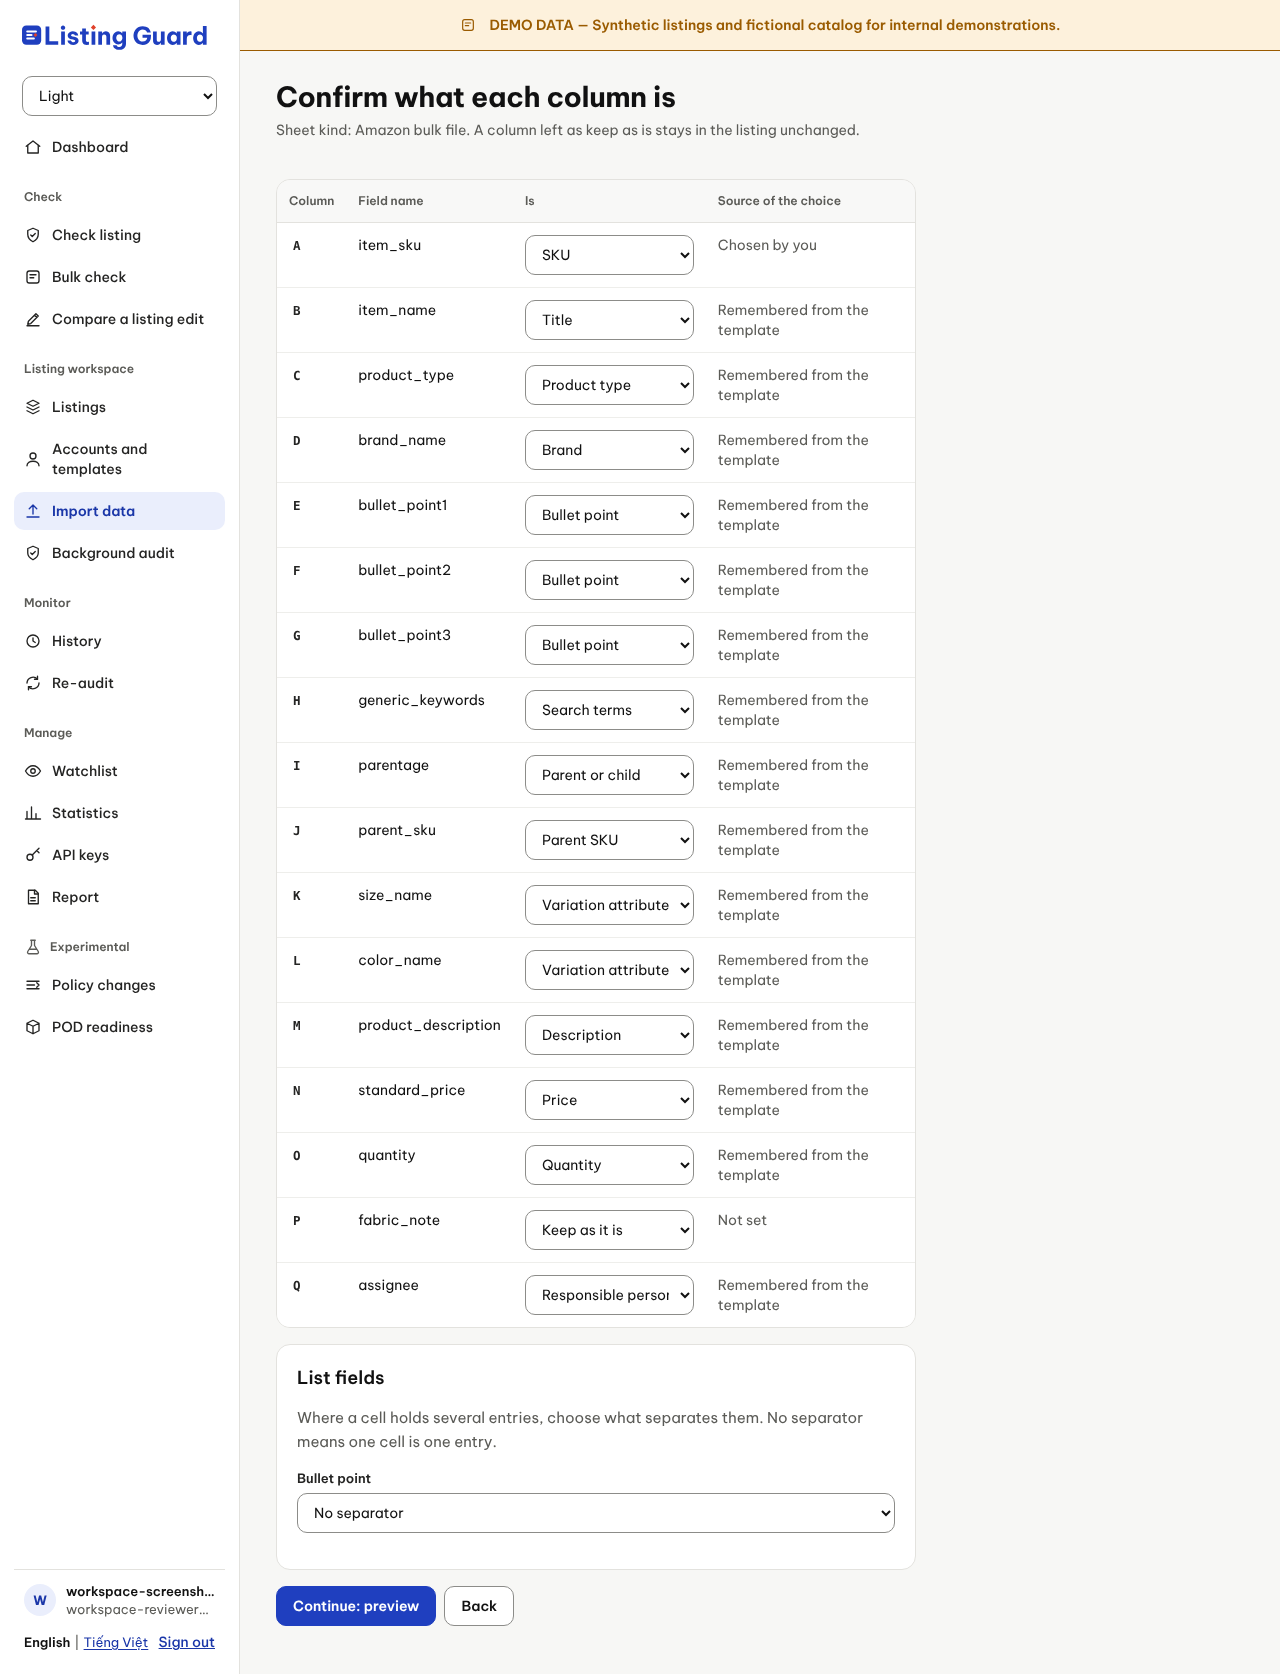 Listing Guard
Light
Dashboard
Check
Check listing
Bulk check
Compare a listing edit
Listing workspace
Listings
Accounts and
templates
Import data
Background audit
Monitor
History
Re-audit
Manage
Watchlist
Statistics
API keys
Report
Experimental
Policy changes
POD readiness
W
workspace-screensh...
workspace-reviewer...
English | Tiếng Việt Sign out
DEMO DATA — Synthetic listings and fictional catalog for internal demonstrations.
Confirm what each column is
Sheet kind: Amazon bulk file. A column left as keep as is stays in the listing unchanged.
Column Field name Is Source of the choice
A item_sku SKU Chosen by you
B item_name Title Remembered from the
template
C product_type Product type Remembered from the
template
D brand_name Brand Remembered from the
template
E bullet_point1 Bullet point Remembered from the
template
F bullet_point2 Bullet point Remembered from the
template
G bullet_point3 Bullet point Remembered from the
template
H generic_keywords Search terms Remembered from the
template
I parentage Parent or child Remembered from the
template
J parent_sku Parent SKU Remembered from the
template
K size_name Variation attribute Remembered from the
template
L color_name Variation attribute Remembered from the
template
M product_description Description Remembered from the
template
N standard_price Price Remembered from the
template
O quantity Quantity Remembered from the
template
P fabric_note Keep as it is Not set
Q assignee Responsible person Remembered from the
template
List fields
Where a cell holds several entries, choose what separates them. No separator
means one cell is one entry.
Bullet point
No separator
Continue: preview Back